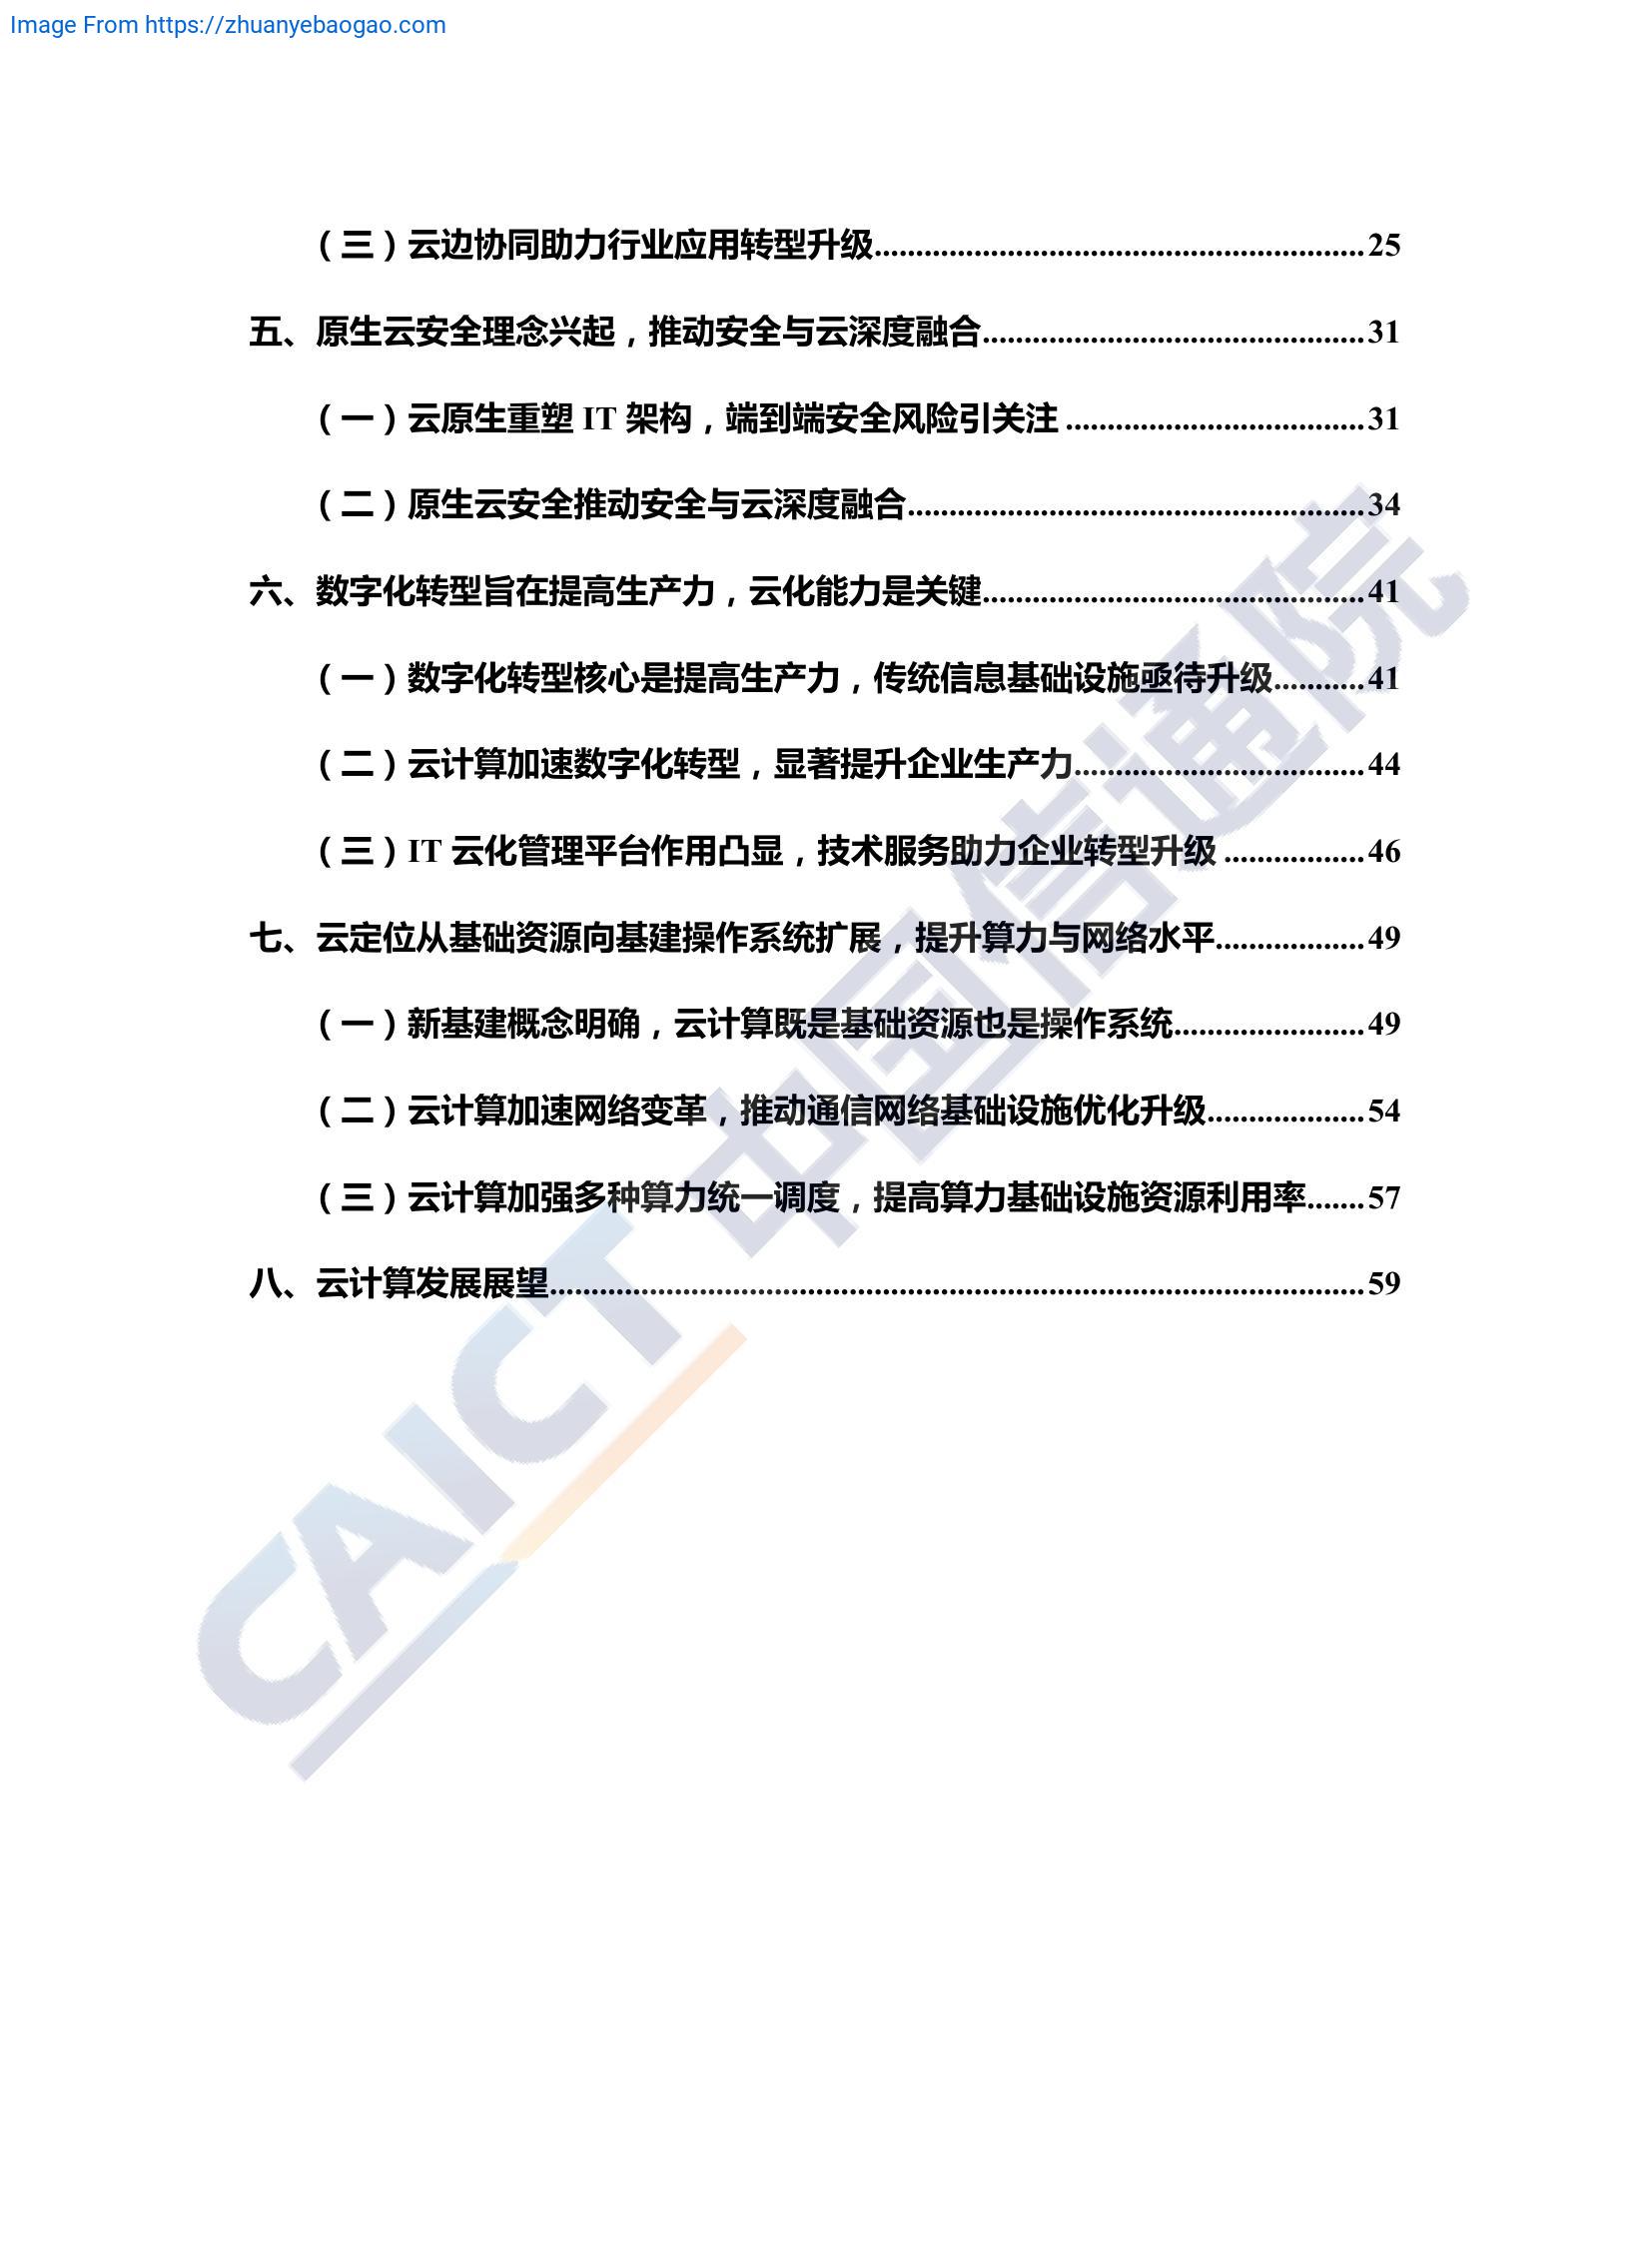 Image From https://zhuanyebaogao.com
（三）云边协同助力行业应用转型升级................25
五、原生云安全理念兴起，推动安全与云深度融合................31
（一）云原生重塑 IT 架构，端到端安全风险引关注................31
（二）原生云安全推动安全与云深度融合................34
六、数字化转型旨在提高生产力，云化能力是关键................41
（一）数字化转型核心是提高生产力，传统信息基础设施亟待升级...........41
（二）云计算加速数字化转型，显著提升企业生产力................44
（三）IT 云化管理平台作用凸显，技术服务助力企业转型升级................46
七、云定位从基础资源向基建操作系统扩展，提升算力与网络水平................49
（一）新基建概念明确，云计算既是基础资源也是操作系统................49
（二）云计算加速网络变革，推动通信网络基础设施优化升级................54
（三）云计算加强多种算力统一调度，提高算力基础设施资源利用率.......57
八、云计算发展展望................59
CAICT 中国信通院